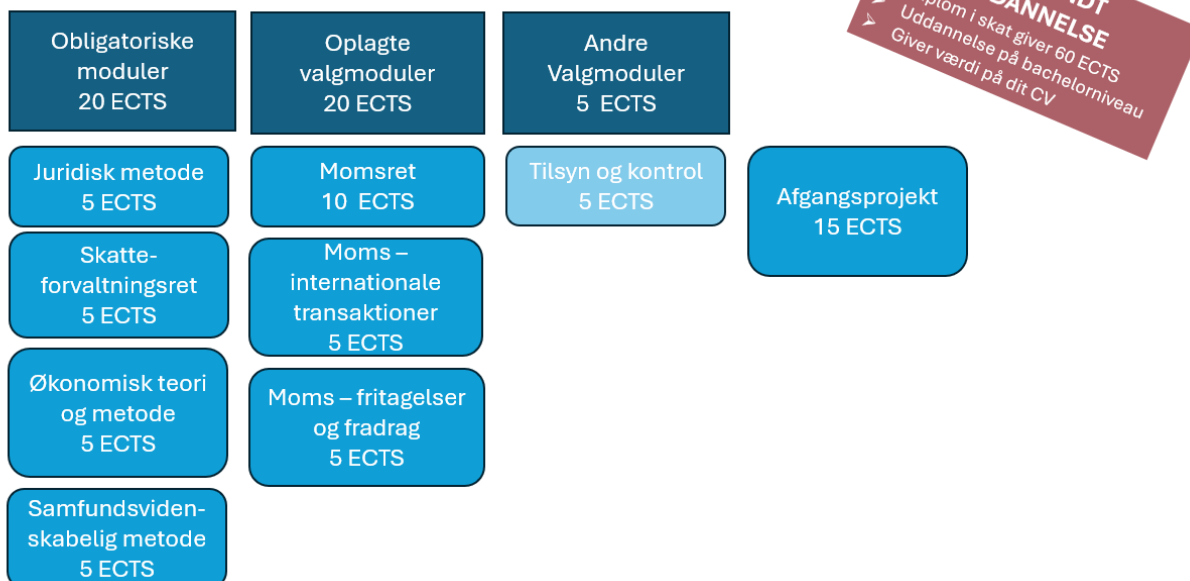 Obligatoriske
moduler
20 ECTS
Oplagte
valgmoduler
20 ECTS
Andre
Valgmoduler
5 ECTS
DANNELSE
i skat giver 60 ECTS
Uddannelse på bachelorniveau
Giver værdi på dit CV
Juridisk metode
5 ECTS
Skatte-
forvaltningsret
5 ECTS
Økonomisk teori
og metode
5 ECTS
Samfundsviden-
skabelig metode
5 ECTS
Momsret
10 ECTS
Moms –
internationale
transaktioner
5 ECTS
Moms – fritagelser
og fradrag
5 ECTS
Tilsyn og kontrol
5 ECTS
Afgangsprojekt
15 ECTS